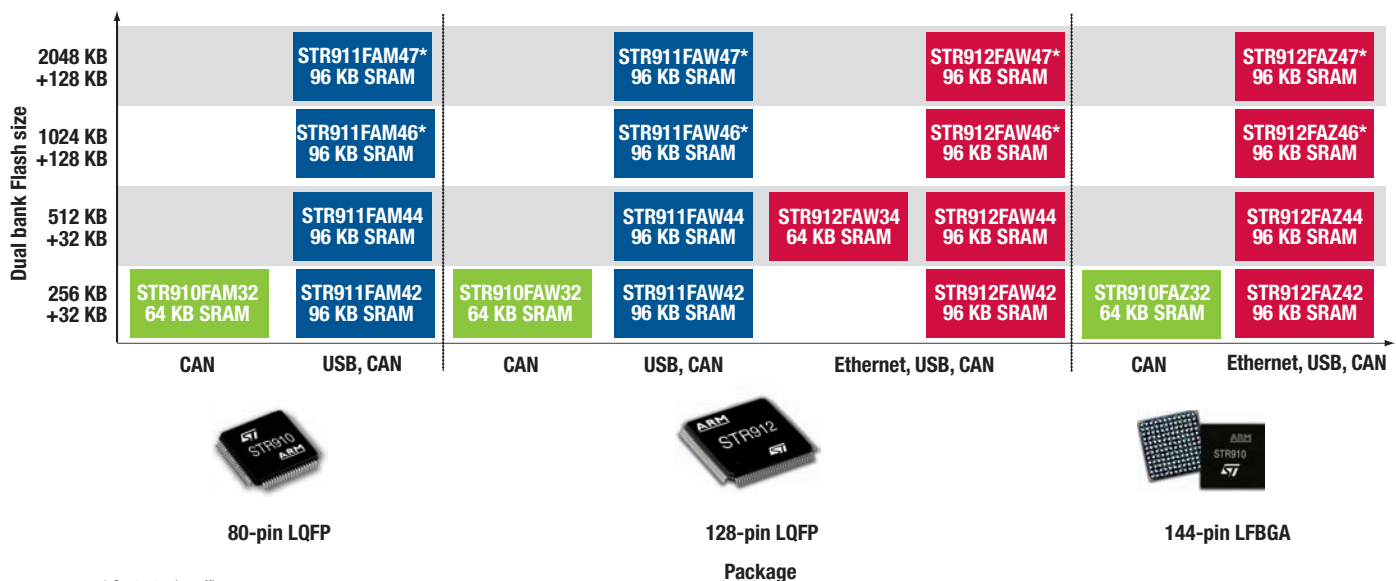 Dual bank Flash size
2048 KB
+128 KB
STR911FAM47*
96 KB SRAM
STR911FAW47*
96 KB SRAM
STR912FAW47*
96 KB SRAM
STR912FAZ47*
96 KB SRAM
1024 KB
+128 KB
STR911FAM46*
96 KB SRAM
STR911FAW46*
96 KB SRAM
STR912FAW46*
96 KB SRAM
STR912FAZ46*
96 KB SRAM
512 KB
+32 KB
STR911FAM44
96 KB SRAM
STR911FAW44
96 KB SRAM
STR912FAW34
64 KB SRAM
STR912FAW44
96 KB SRAM
STR912FAZ44
96 KB SRAM
256 KB
+32 KB
STR910FAM32
64 KB SRAM
STR911FAM42
96 KB SRAM
STR910FAW32
64 KB SRAM
STR911FAW42
96 KB SRAM
STR912FAW42
96 KB SRAM
STR910FAZ32
64 KB SRAM
STR912FAZ42
96 KB SRAM
CAN
USB, CAN
CAN
USB, CAN
Ethernet, USB, CAN
CAN
Ethernet, USB, CAN
ST
STR910
ARM
ARM
STR912
ST
ARM
STR910
ST
80-pin LQFP
128-pin LQFP
144-pin LFBGA
Package